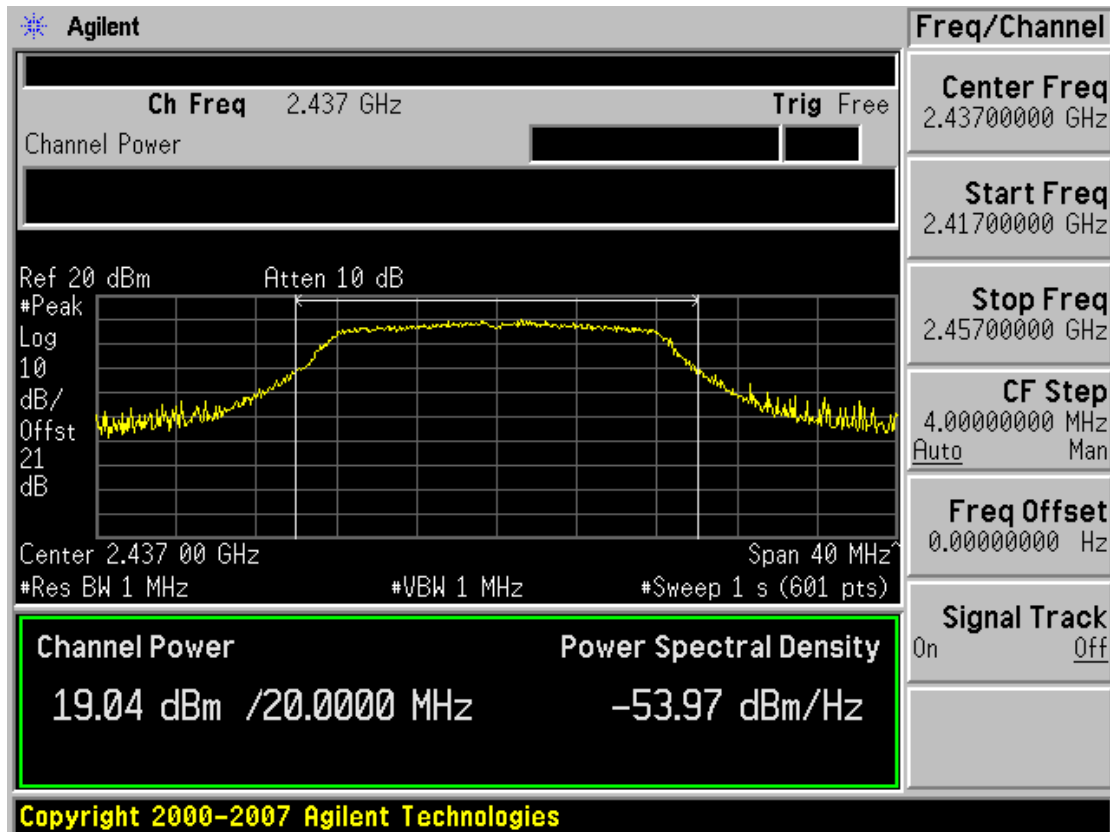 Agilent
Freq/Channel
Ch Freq 2.437 GHz Trig Free
Channel Power
Center Freq
2.43700000 GHz
Start Freq
2.41700000 GHz
Stop Freq
2.45700000 GHz
CF Step
4.00000000 MHz
Auto Man
Freq Offset
0.00000000 Hz
Signal Track
On Off
Ref 20 dBm Atten 10 dB
#Peak
Log
10
dB/
Offst
21
dB
Center 2.437 00 GHz Span 40 MHz^
#Res BW 1 MHz #VBW 1 MHz #Sweep 1 s (601 pts)
Channel Power Power Spectral Density
19.04 dBm /20.0000 MHz -53.97 dBm/Hz
Copyright 2000-2007 Agilent Technologies